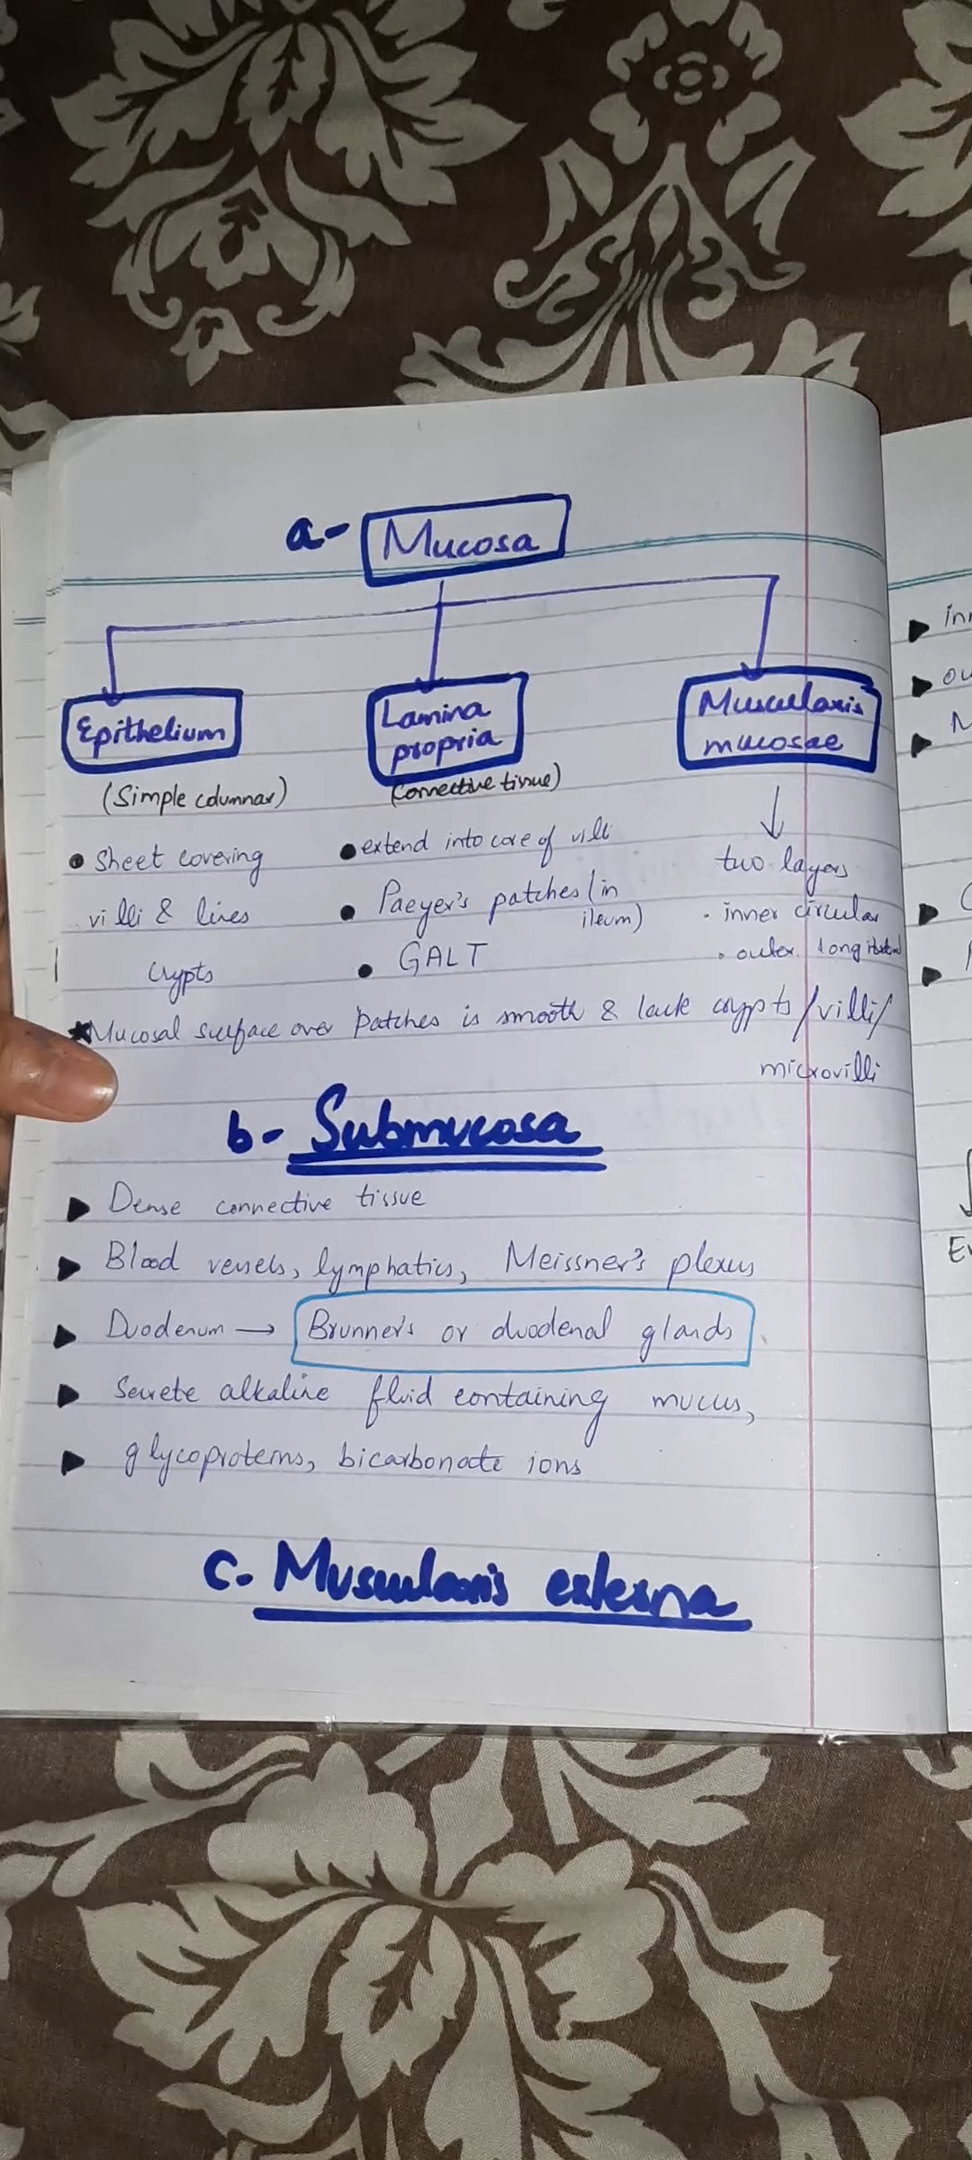 a- Mucosa
Epithelium
(Simple columnar)
• Sheet covering
villi & lines
crypts
Lamina
propria
(connective tissue)
• extend into core of villi
• Paeyer's patches (in
ileum)
• GALT
Muscularis
mucosae
↓
two layers
• inner circular
• outer longitudinal
★ Mucosal surface over patches is smooth & lack crypts/villi/
microvilli
b- Submucosa
▶ Dense connective tissue
▶ Blood vessels, lymphatics, Meissner's plexus
▶ Duodenum → Brunner's or duodenal glands
▶ Secrete alkaline fluid containing mucus,
▶ glycoproteins, bicarbonate ions
c. Muscularis externa